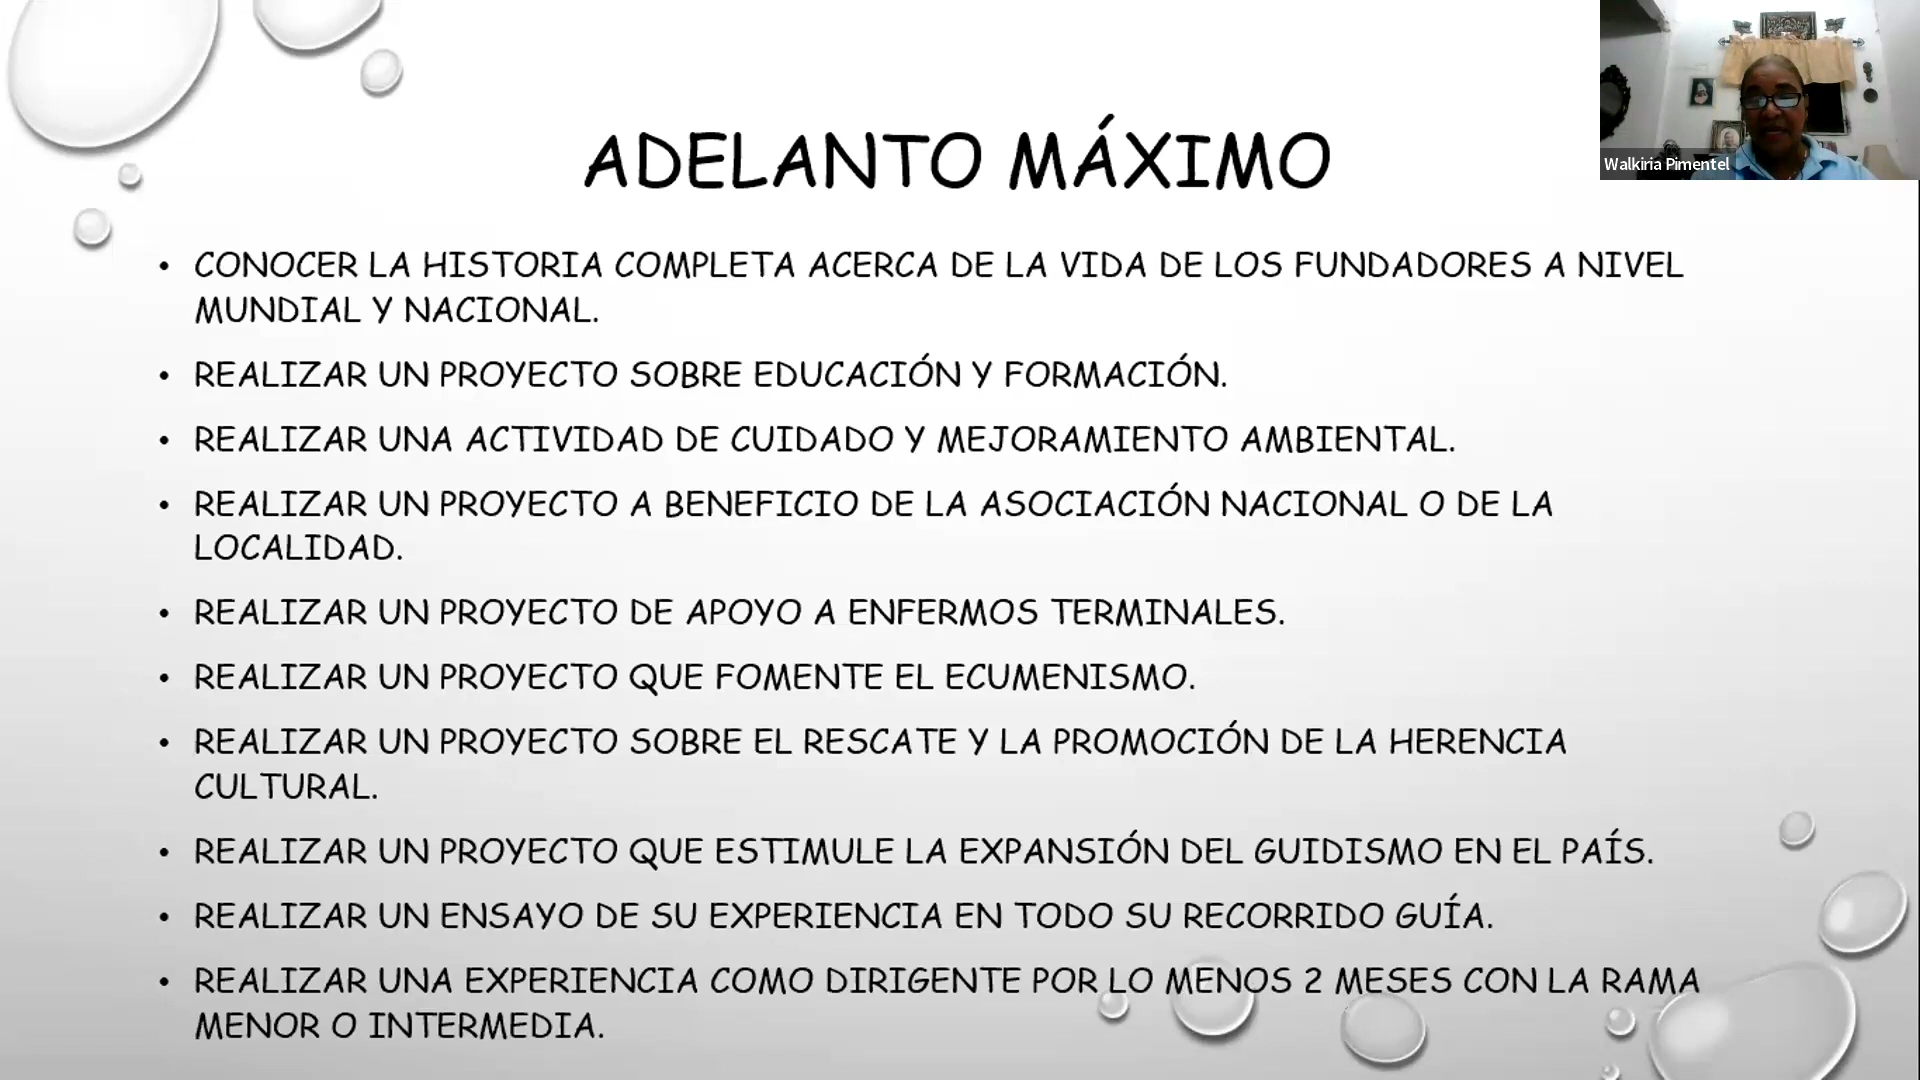 ADELANTO MÁXIMO
Walkiria Pimentel
• CONOCER LA HISTORIA COMPLETA ACERCA DE LA VIDA DE LOS FUNDADORES A NIVEL
MUNDIAL Y NACIONAL.
• REALIZAR UN PROYECTO SOBRE EDUCACIÓN Y FORMACIÓN.
• REALIZAR UNA ACTIVIDAD DE CUIDADO Y MEJORAMIENTO AMBIENTAL.
• REALIZAR UN PROYECTO A BENEFICIO DE LA ASOCIACIÓN NACIONAL O DE LA
LOCALIDAD.
• REALIZAR UN PROYECTO DE APOYO A ENFERMOS TERMINALES.
• REALIZAR UN PROYECTO QUE FOMENTE EL ECUMENISMO.
• REALIZAR UN PROYECTO SOBRE EL RESCATE Y LA PROMOCIÓN DE LA HERENCIA
CULTURAL.
• REALIZAR UN PROYECTO QUE ESTIMULE LA EXPANSIÓN DEL GUIDISMO EN EL PAÍS.
• REALIZAR UN ENSAYO DE SU EXPERIENCIA EN TODO SU RECORRIDO GUÍA.
• REALIZAR UNA EXPERIENCIA COMO DIRIGENTE POR LO MENOS 2 MESES CON LA RAMA
MENOR O INTERMEDIA.